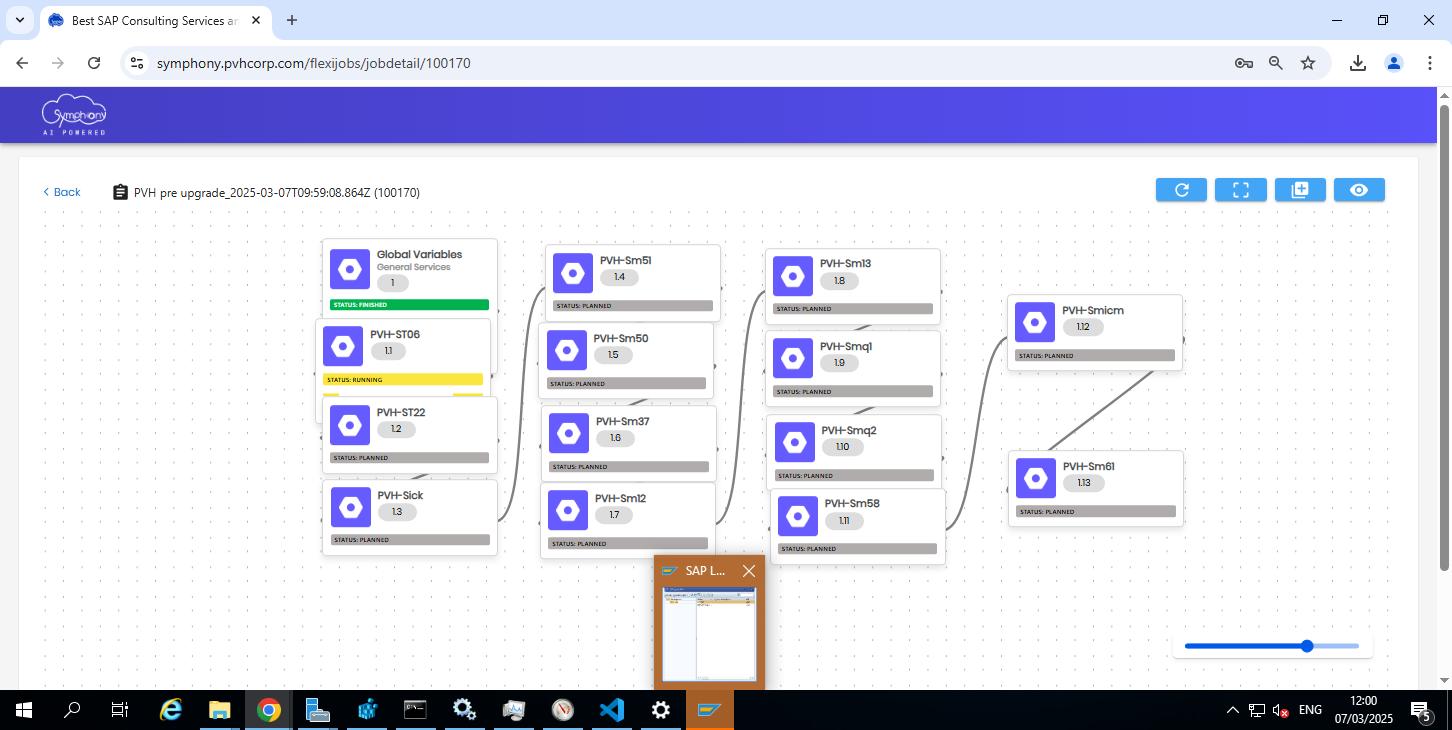 Best SAP Consulting Services ar
symphony.pvhcorp.com/flexijobs/jobdetail/100170
Symphony
AI POWERED
Back
PVH pre upgrade_2025-03-07T09:59:08.864Z (100170)
Global Variables
General Services
1
STATUS: FINISHED
PVH-ST06
1.1
STATUS: RUNNING
PVH-ST22
1.2
STATUS: PLANNED
PVH-Sick
1.3
STATUS: PLANNED
PVH-Sm51
1.4
STATUS: PLANNED
PVH-Sm50
1.5
STATUS: PLANNED
PVH-Sm37
1.6
STATUS: PLANNED
PVH-Sm12
1.7
STATUS: PLANNED
PVH-Sm13
1.8
STATUS: PLANNED
PVH-Smq1
1.9
STATUS: PLANNED
PVH-Smq2
1.10
STATUS: PLANNED
PVH-Sm58
1.11
STATUS: PLANNED
PVH-Smicm
1.12
STATUS: PLANNED
PVH-Sm61
1.13
STATUS: PLANNED
SAP L...
ENG
12:00
07/03/2025
5